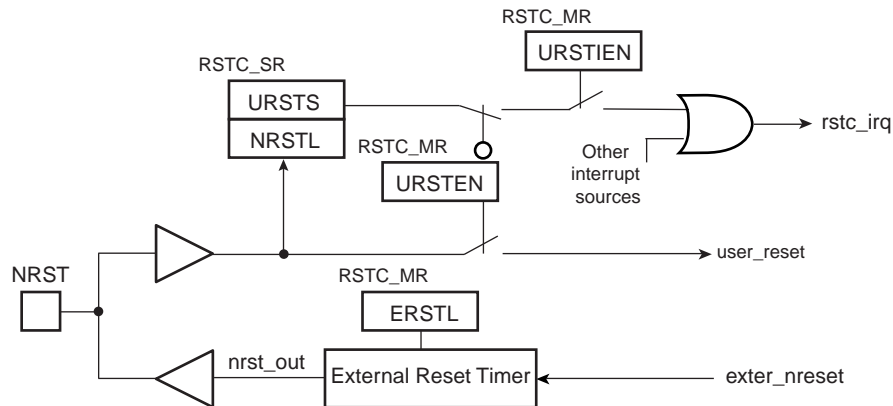 RSTC_MR
URSTIEN
RSTC_SR
URSTS
NRSTL
RSTC_MR
URSTEN
rstc_irq
Other
interrupt
sources
NRST
user_reset
RSTC_MR
ERSTL
nrst_out
External Reset Timer
exter_nreset